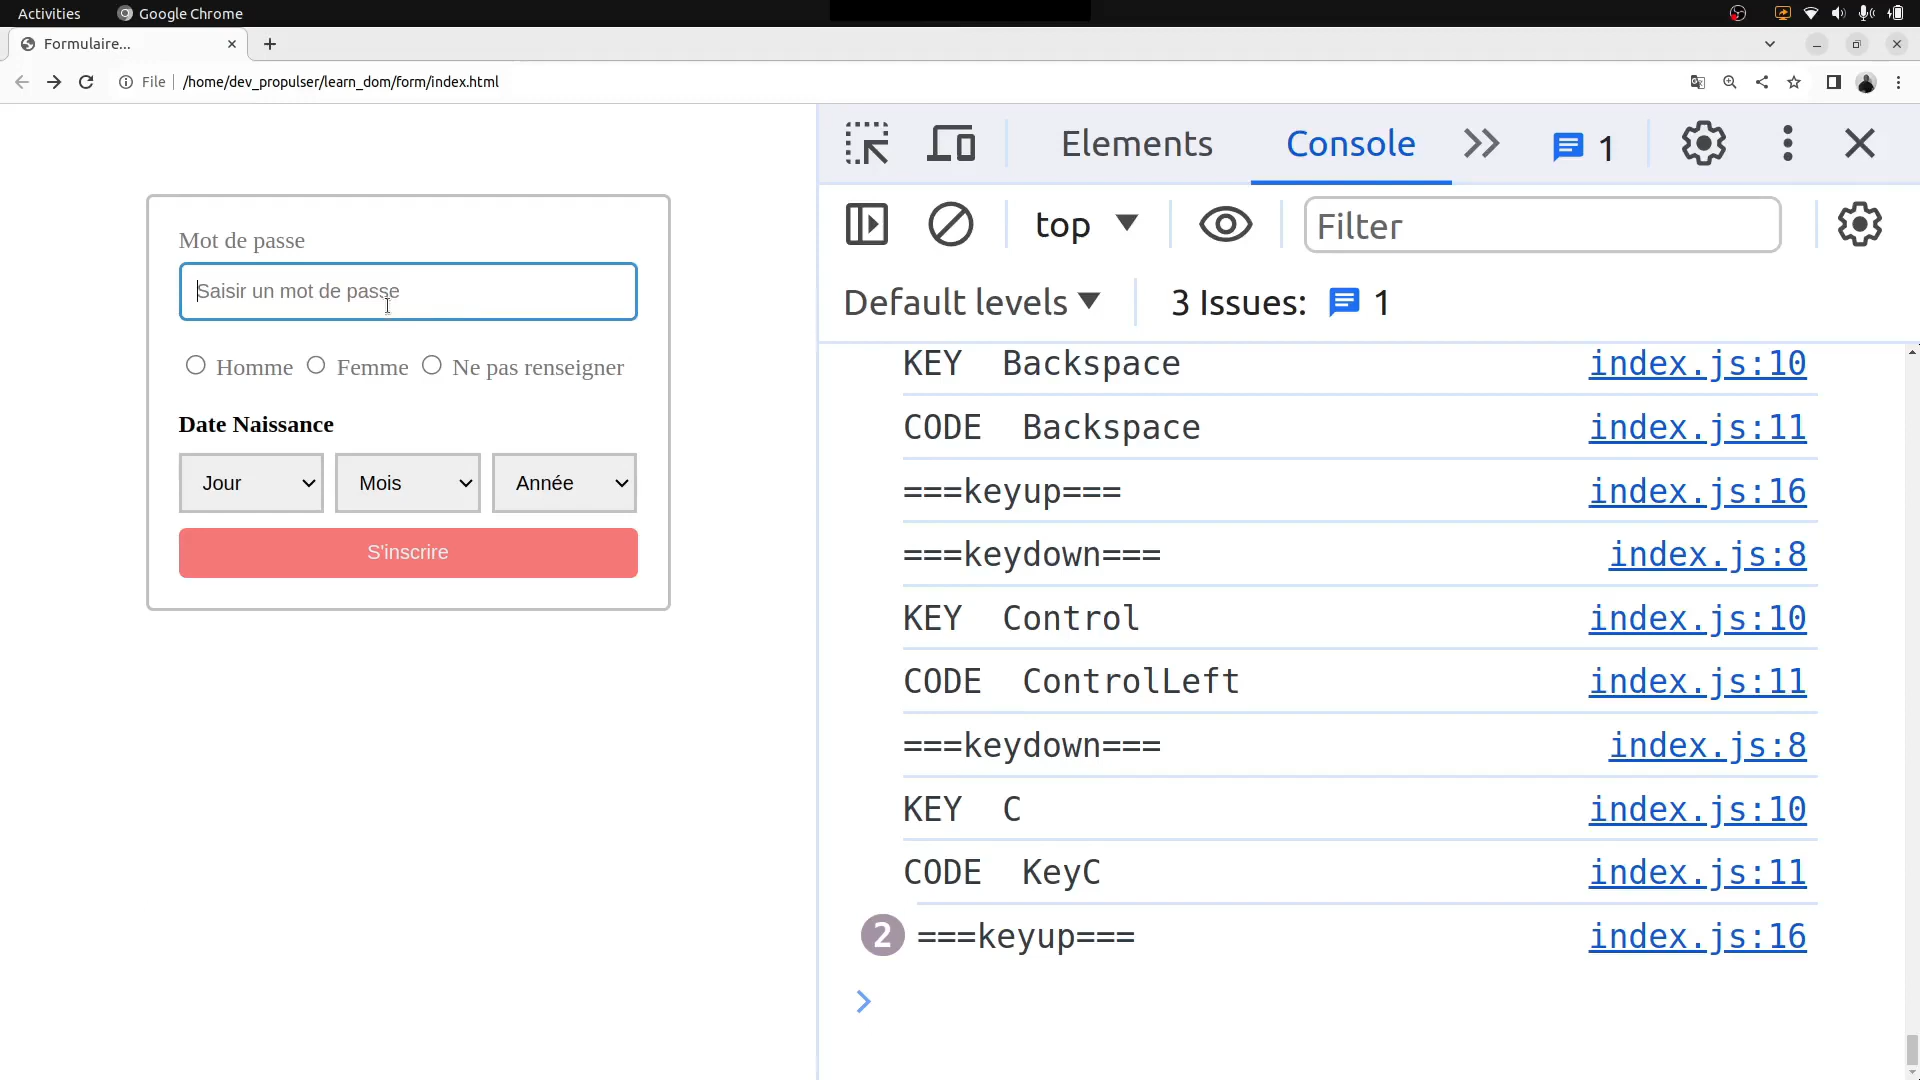 Activities
Google Chrome
Formulaire...
File
/home/dev_propulser/learn_dom/form/index.html
Mot de passe
Saisir un mot de passe
Homme Femme Ne pas renseigner
Date Naissance
Jour Mois Année
S'inscrire
Elements Console 1
top Filter
Default levels 3 Issues: 1
KEY Backspace index.js:10
CODE Backspace index.js:11
===keyup=== index.js:16
===keydown=== index.js:8
KEY Control index.js:10
CODE ControlLeft index.js:11
===keydown=== index.js:8
KEY C index.js:10
CODE KeyC index.js:11
2 ===keyup=== index.js:16